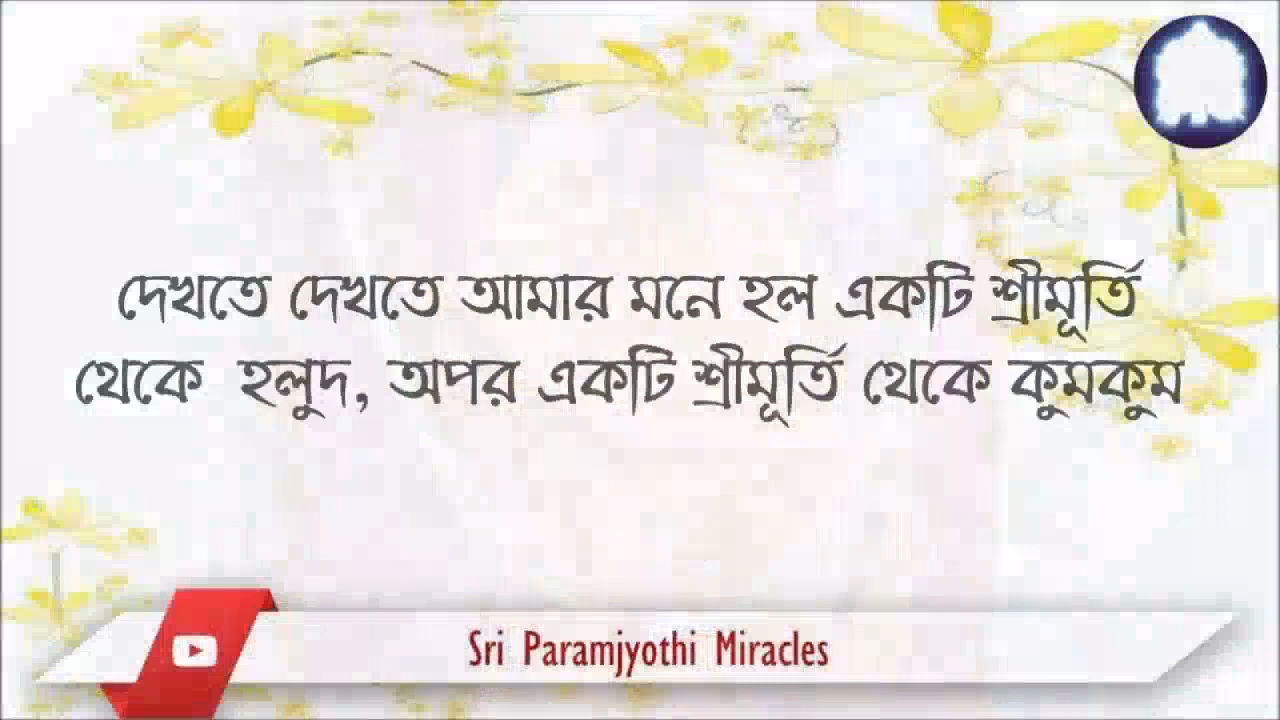 দেখতে দেখতে আমার মনে হল একটি শ্রীমূর্তি
থেকে হলুদ, অপর একটি শ্রীমূর্তি থেকে কুমকুম
Sri Paramjyothi Miracles